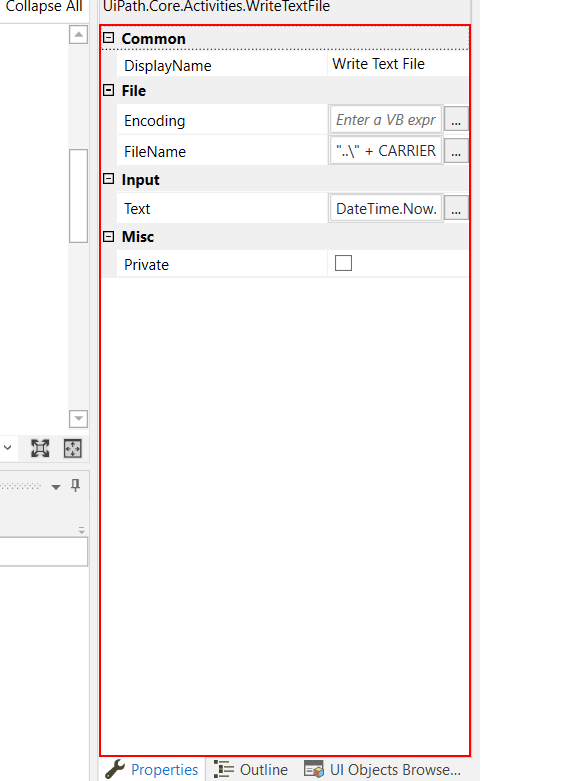 Collapse All
UiPath.Core.Activities.WriteTextFile
Common
DisplayName Write Text File
File
Encoding Enter a VB expr ...
FileName "..\" + CARRIER ...
Input
Text DateTime.Now. ...
Misc
Private
Properties Outline UI Objects Browse...